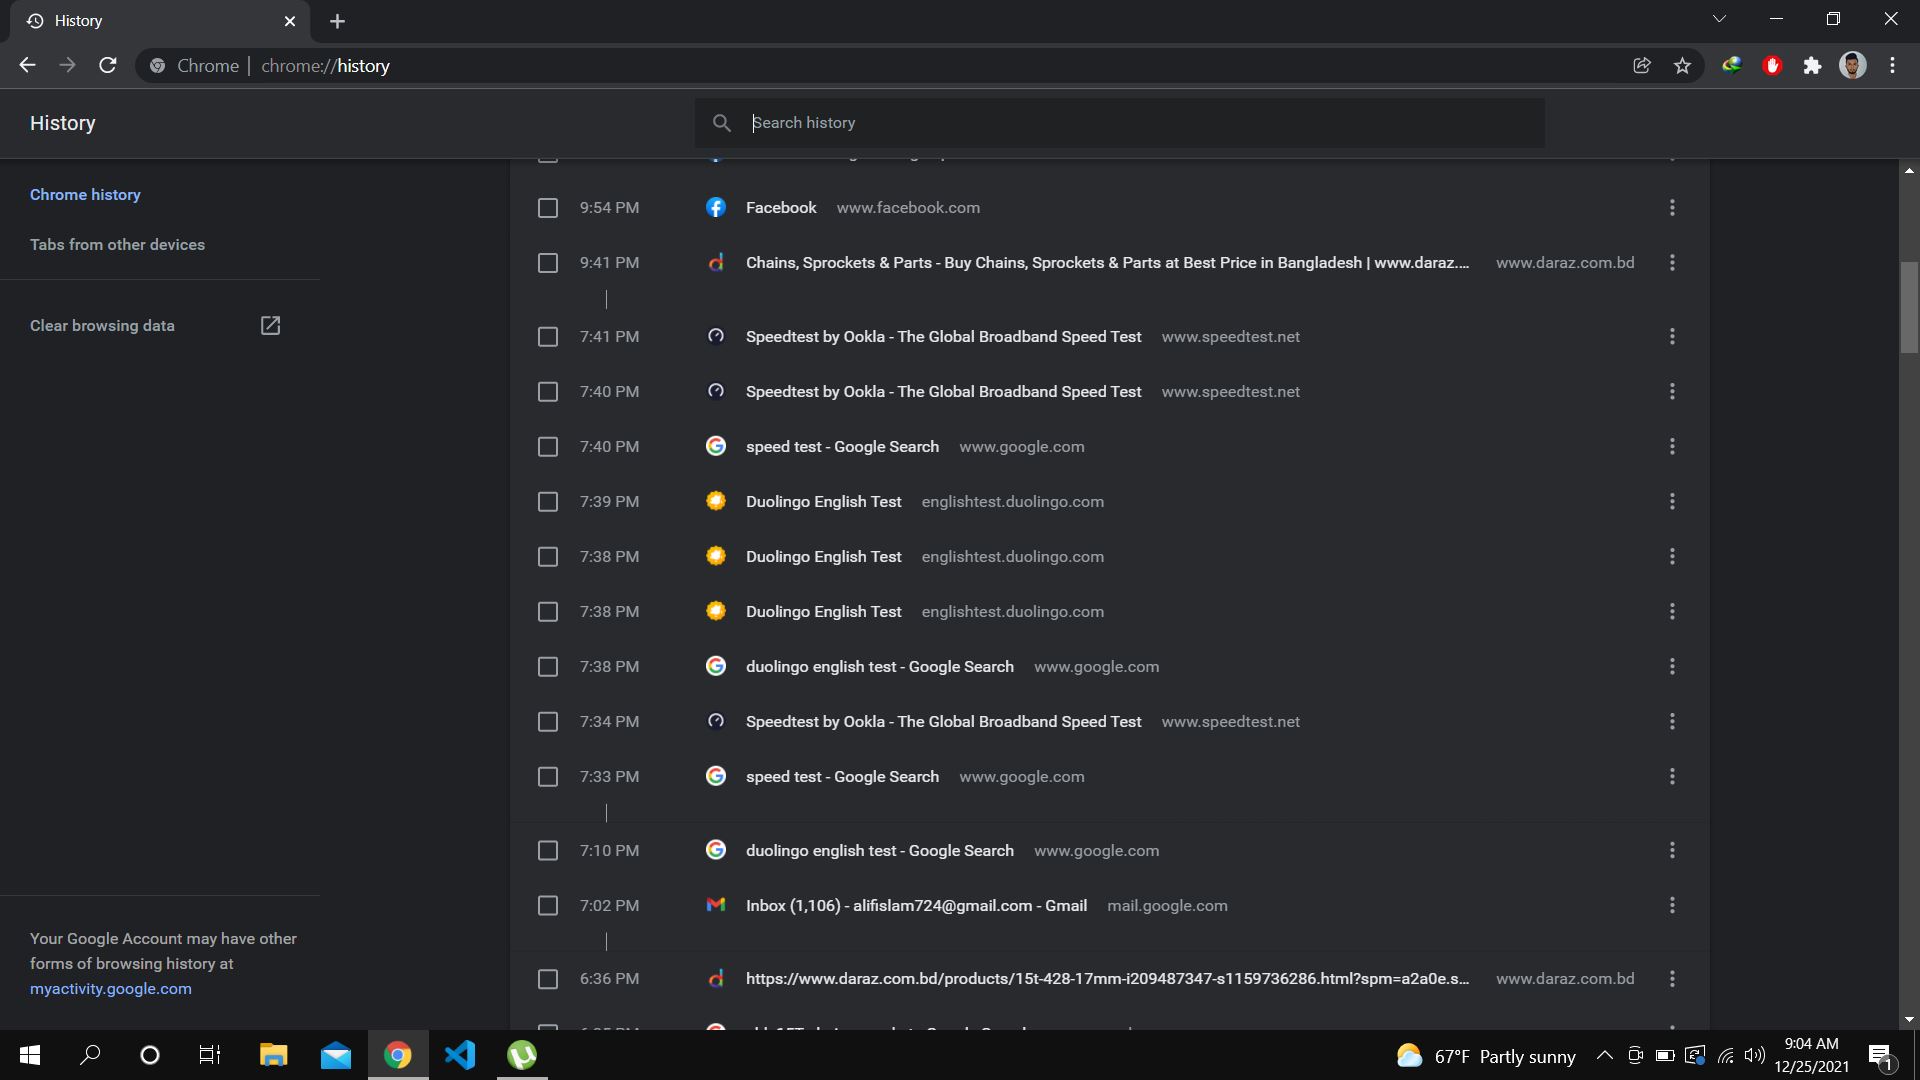 History
Chrome | chrome://history
History
Search history
Chrome history
Tabs from other devices
Clear browsing data
9:54 PM Facebook www.facebook.com
9:41 PM Chains, Sprockets & Parts - Buy Chains, Sprockets & Parts at Best Price in Bangladesh | www.daraz.... www.daraz.com.bd
7:41 PM Speedtest by Ookla - The Global Broadband Speed Test www.speedtest.net
7:40 PM Speedtest by Ookla - The Global Broadband Speed Test www.speedtest.net
7:40 PM speed test - Google Search www.google.com
7:39 PM Duolingo English Test englishtest.duolingo.com
7:38 PM Duolingo English Test englishtest.duolingo.com
7:38 PM Duolingo English Test englishtest.duolingo.com
7:38 PM duolingo english test - Google Search www.google.com
7:34 PM Speedtest by Ookla - The Global Broadband Speed Test www.speedtest.net
7:33 PM speed test - Google Search www.google.com
7:10 PM duolingo english test - Google Search www.google.com
7:02 PM Inbox (1,106) - alifislam724@gmail.com - Gmail mail.google.com
6:36 PM https://www.daraz.com.bd/products/15t-428-17mm-i209487347-s1159736286.html?spm=a2a0e.s... www.daraz.com.bd
Your Google Account may have other
forms of browsing history at
myactivity.google.com
67°F Partly sunny
9:04 AM
12/25/2021
1